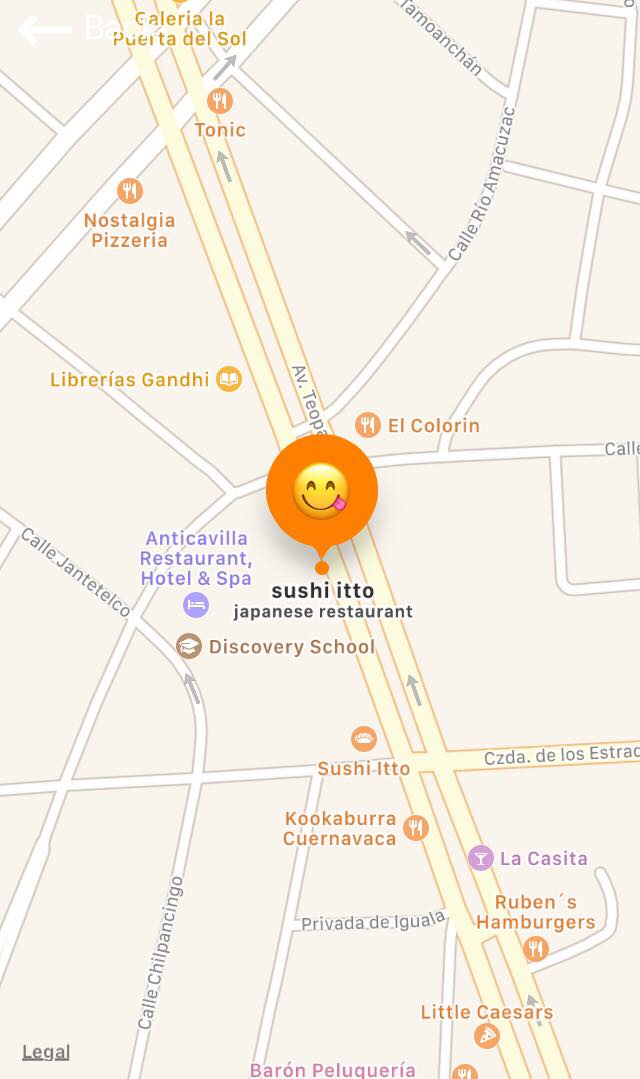 Galeria la
Puerta del Sol
Tamoanchán
Tonic
Calle Río Amacuzac
Nostalgia
Pizzeria
Librerías Gandhi
Av. Teopa
El Colorin
Calle
Anticavilla
Restaurant,
Hotel & Spa
Calle Jantetelco
sushi itto
japanese restaurant
Discovery School
Sushi Itto
Czda. de los Estrad
Kookaburra
Cuernavaca
La Casita
Ruben´s
Hamburgers
Privada de Iguala
Calle Chilpancingo
Little Caesars
Legal
Barón Peluquería